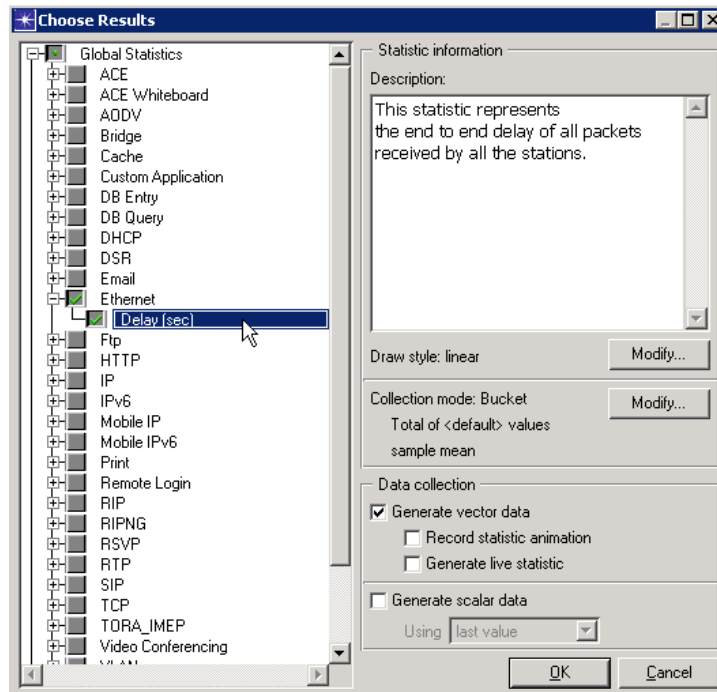 Choose Results
Global Statistics
ACE
ACE Whiteboard
AODV
Bridge
Cache
Custom Application
DB Entry
DB Query
DHCP
DSR
Email
Ethernet
Delay (sec)
Ftp
HTTP
IP
IPv6
Mobile IP
Mobile IPv6
Print
Remote Login
RIP
RIPNG
RSVP
RTP
SIP
TCP
TORA_IMEP
Video Conferencing
Statistic information
Description:
This statistic represents
the end to end delay of all packets
received by all the stations.
Draw style: linear
Modify...
Collection mode: Bucket
Modify...
Total of <default> values
sample mean
Data collection
Generate vector data
Record statistic animation
Generate live statistic
Generate scalar data
Using last value
OK
Cancel